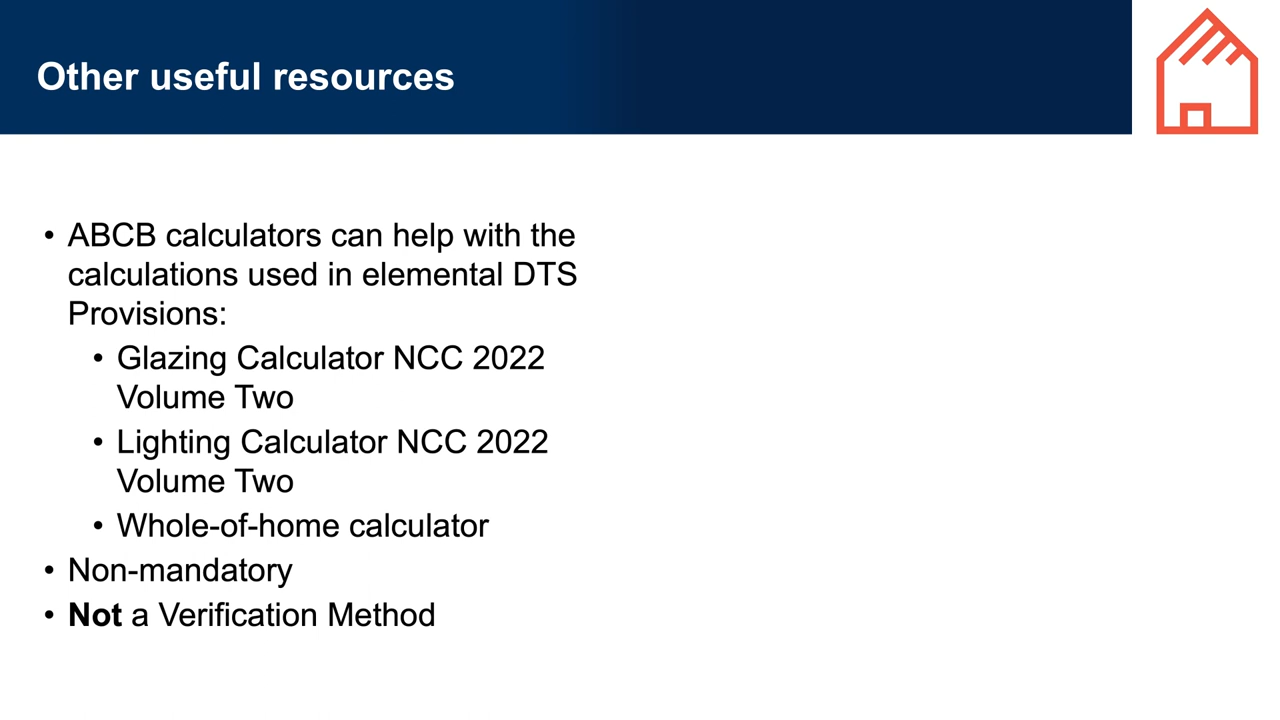 Other useful resources
• ABCB calculators can help with the
calculations used in elemental DTS
Provisions:
• Glazing Calculator NCC 2022
Volume Two
• Lighting Calculator NCC 2022
Volume Two
• Whole-of-home calculator
• Non-mandatory
• Not a Verification Method